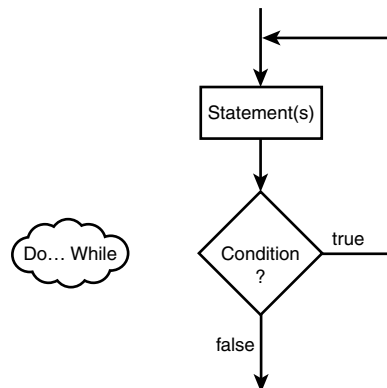 Statement(s)
Do... While
Condition
?
true
false